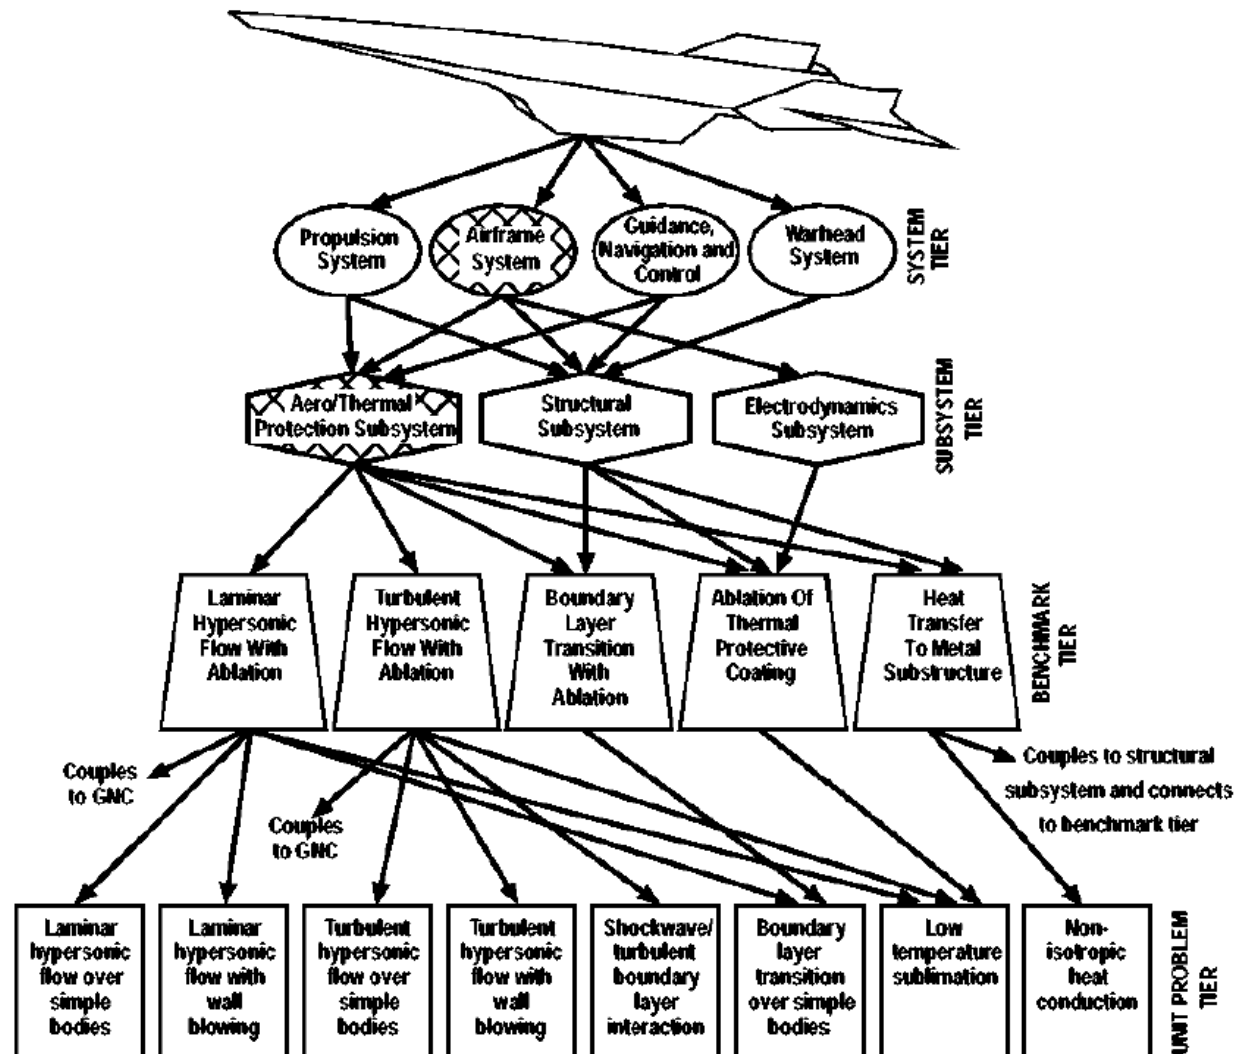 Propulsion
System
Airframe
System
Guidance,
Navigation and
Control
Warhead
System
SYSTEM
TIER
Aero/Thermal
Protection Subsystem
Structural
Subsystem
Electrodynamics
Subsystem
SUBSYSTEM
TIER
Laminar
Hypersonic
Flow With
Ablation
Turbulent
Hypersonic
Flow With
Ablation
Boundary
Layer
Transition
With
Ablation
Ablation Of
Thermal
Protective
Coating
Heat
Transfer
To Metal
Substructure
BENCHMARK
TIER
Couples
to GNC
Couples
to GNC
Couples to structural
subsystem and connects
to benchmark tier
Laminar
hypersonic
flow over
simple
bodies
Laminar
hypersonic
flow with
wall
blowing
Turbulent
hypersonic
flow over
simple
bodies
Turbulent
hypersonic
flow with
wall
blowing
Shockwave/
turbulent
boundary
layer
interaction
Boundary
layer
transition
over simple
bodies
Low
temperature
sublimation
Non-
isotropic
heat
conduction
UNIT PROBLEM
TIER